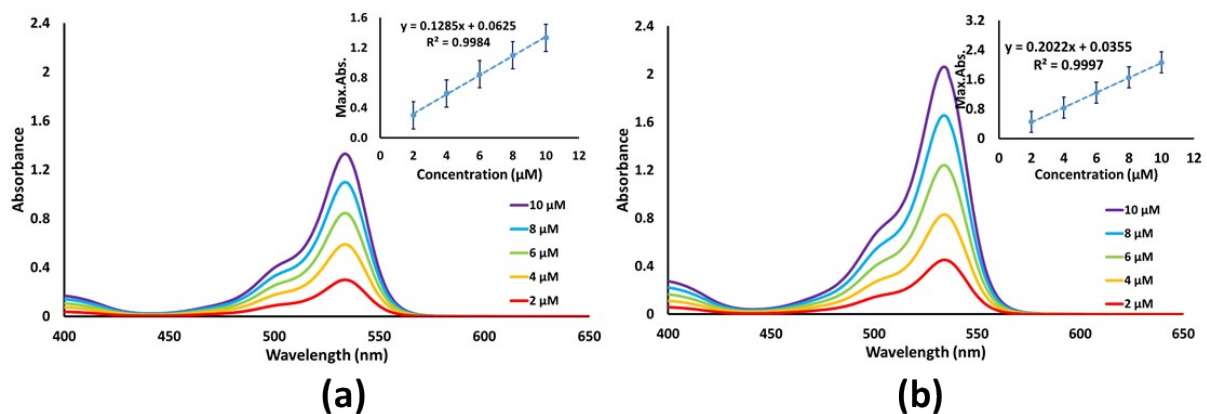 (a)
2.4
2
1.6
1.2
0.8
0.4
0
Absorbance
400 450 500 550 600 650
Wavelength (nm)
1.6
1.2
0.8
0.4
0.0
Max.Abs.
y = 0.1285x + 0.0625
R² = 0.9984
0 2 4 6 8 10 12
Concentration (µM)
10 µM
8 µM
6 µM
4 µM
2 µM
(a)
(b)
2.4
2
1.6
1.2
0.8
0.4
0
Absorbance
400 450 500 550 600 650
Wavelength (nm)
3.2
2.4
1.6
0.8
0
Max.Abs.
y = 0.2022x + 0.0355
R² = 0.9997
0 2 4 6 8 10 12
Concentration (µM)
10 µM
8 µM
6 µM
4 µM
2 µM
(b)